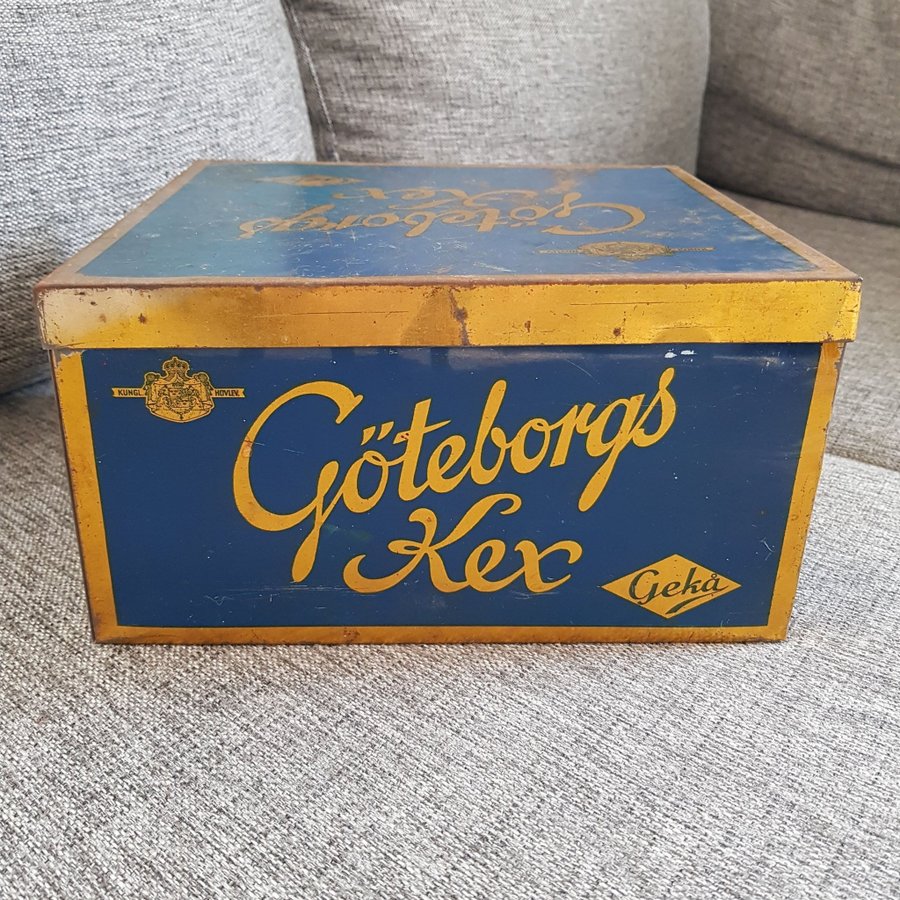 Göteborgs
Kex
KUNGL. HOVLEV.
Göteborgs
Kex
Gekå